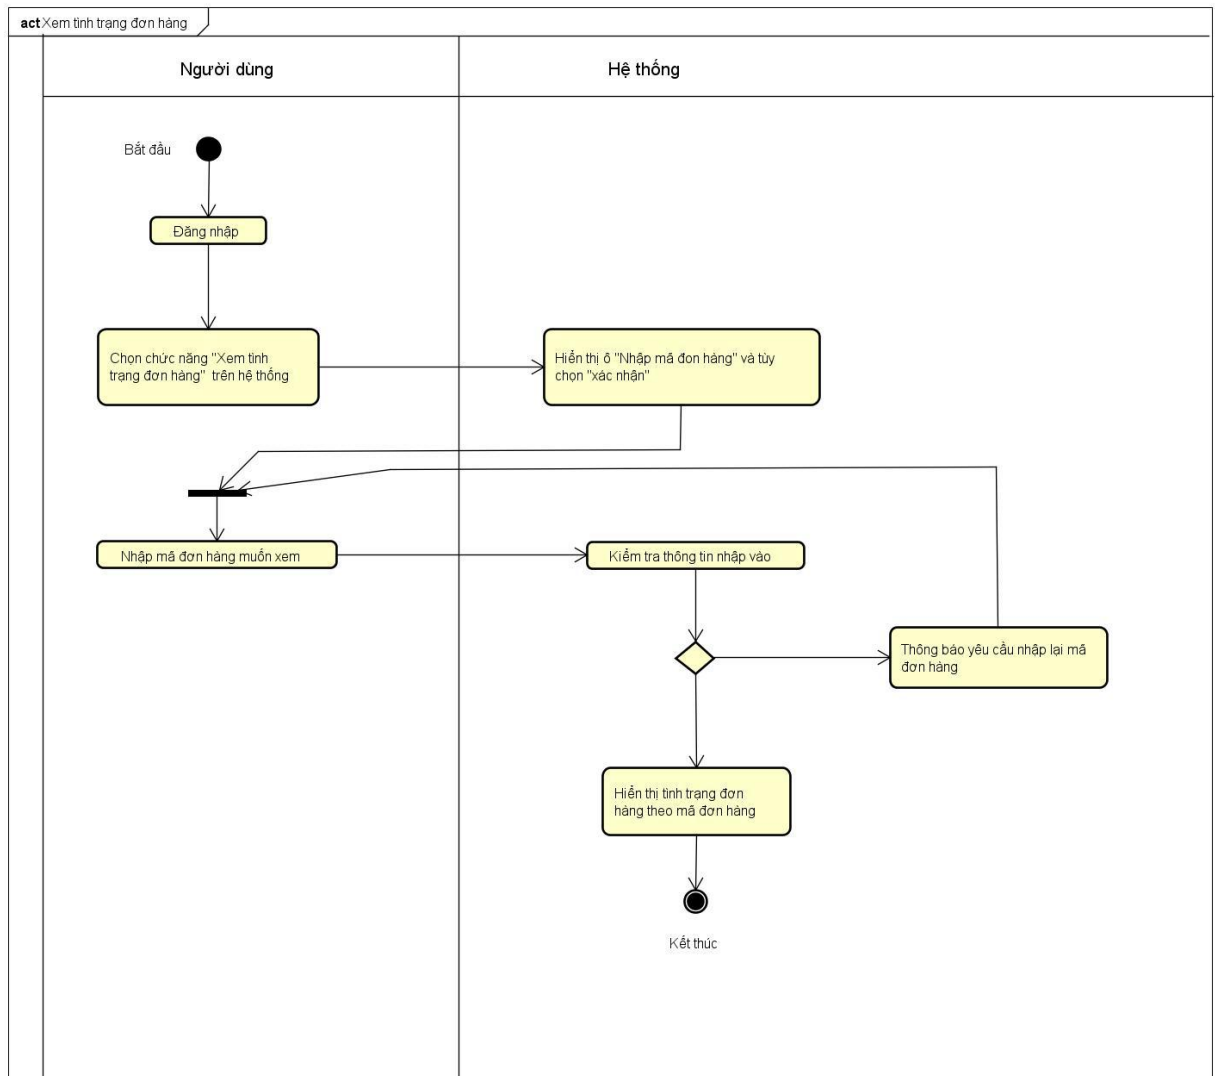 act Xem tình trạng đơn hàng
Người dùng
Hệ thống
Bắt đầu
Đăng nhập
Chọn chức năng "Xem tình
trạng đơn hàng" trên hệ thống
Hiển thị ô "Nhập mã đon hàng" và tùy
chọn "xác nhận"
Nhập mã đơn hàng muốn xem
Kiểm tra thông tin nhập vào
Thông báo yêu cầu nhập lại mã
đơn hàng
Hiển thị tình trạng đơn
hàng theo mã đơn hàng
Kết thúc